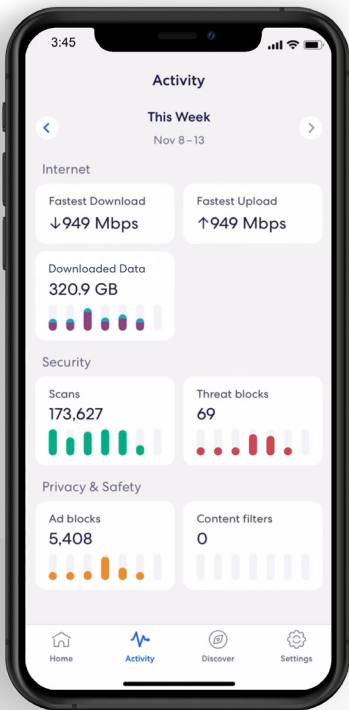 3:45
Activity
This Week
Nov 8–13
Internet
Fastest Download
↓949 Mbps
Fastest Upload
↑949 Mbps
Downloaded Data
320.9 GB
Security
Scans
173,627
Threat blocks
69
Privacy & Safety
Ad blocks
5,408
Content filters
0
Home
Activity
Discover
Settings